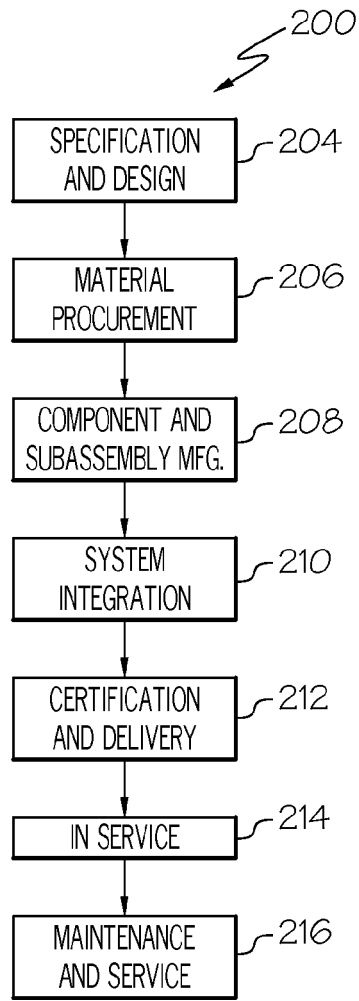 200
SPECIFICATION
AND DESIGN
204
MATERIAL
PROCUREMENT
206
COMPONENT AND
SUBASSEMBLY MFG.
208
SYSTEM
INTEGRATION
210
CERTIFICATION
AND DELIVERY
212
IN SERVICE
214
MAINTENANCE
AND SERVICE
216